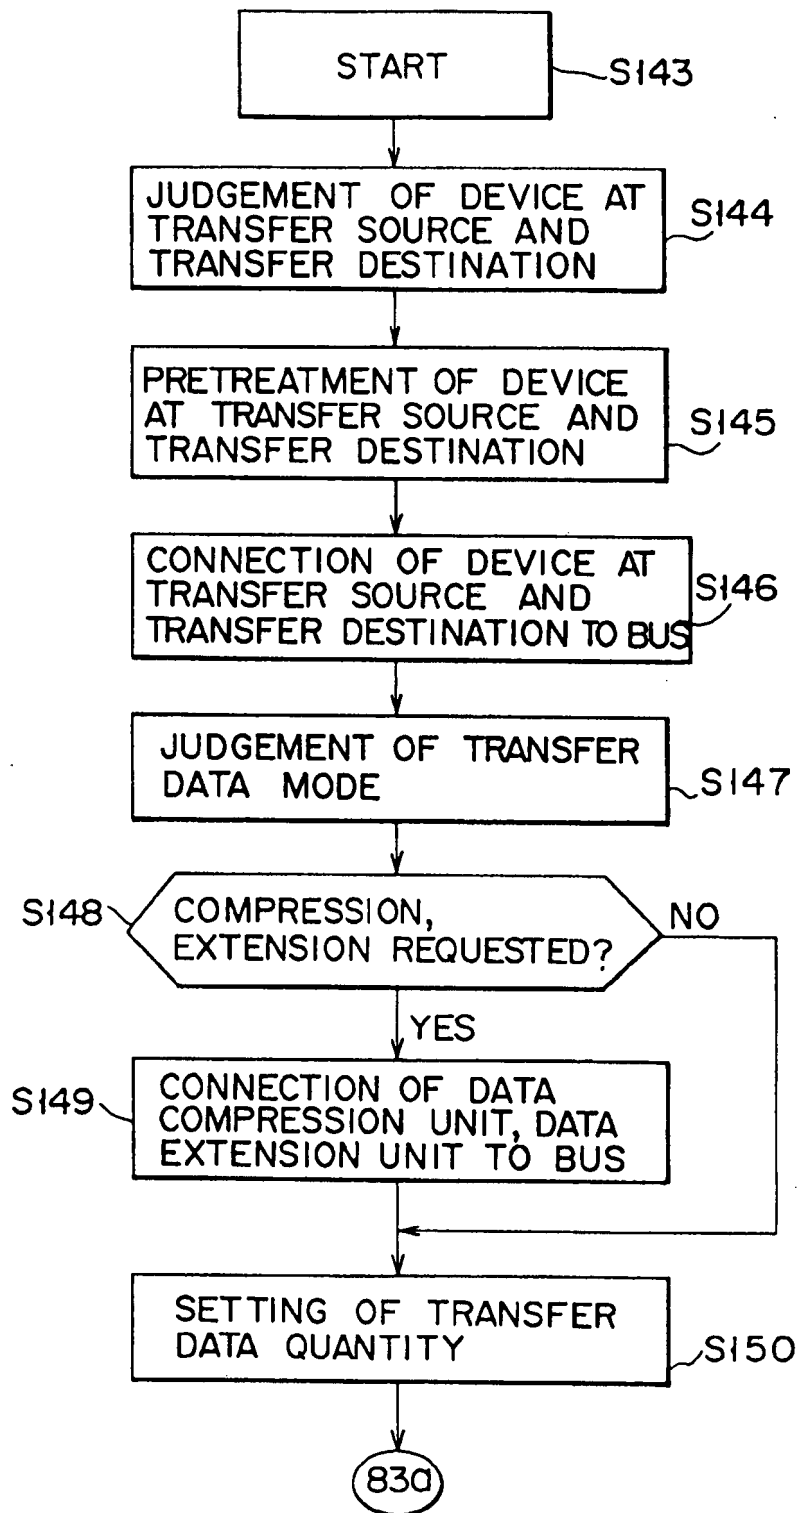 START
S143
JUDGEMENT OF DEVICE AT
TRANSFER SOURCE AND
TRANSFER DESTINATION
S144
PRETREATMENT OF DEVICE
AT TRANSFER SOURCE AND
TRANSFER DESTINATION
S145
CONNECTION OF DEVICE AT
TRANSFER SOURCE AND
TRANSFER DESTINATION TO BUS
S146
JUDGEMENT OF TRANSFER
DATA MODE
S147
S148
COMPRESSION,
EXTENSION REQUESTED?
NO
YES
S149
CONNECTION OF DATA
COMPRESSION UNIT, DATA
EXTENSION UNIT TO BUS
SETTING OF TRANSFER
DATA QUANTITY
S150
83a